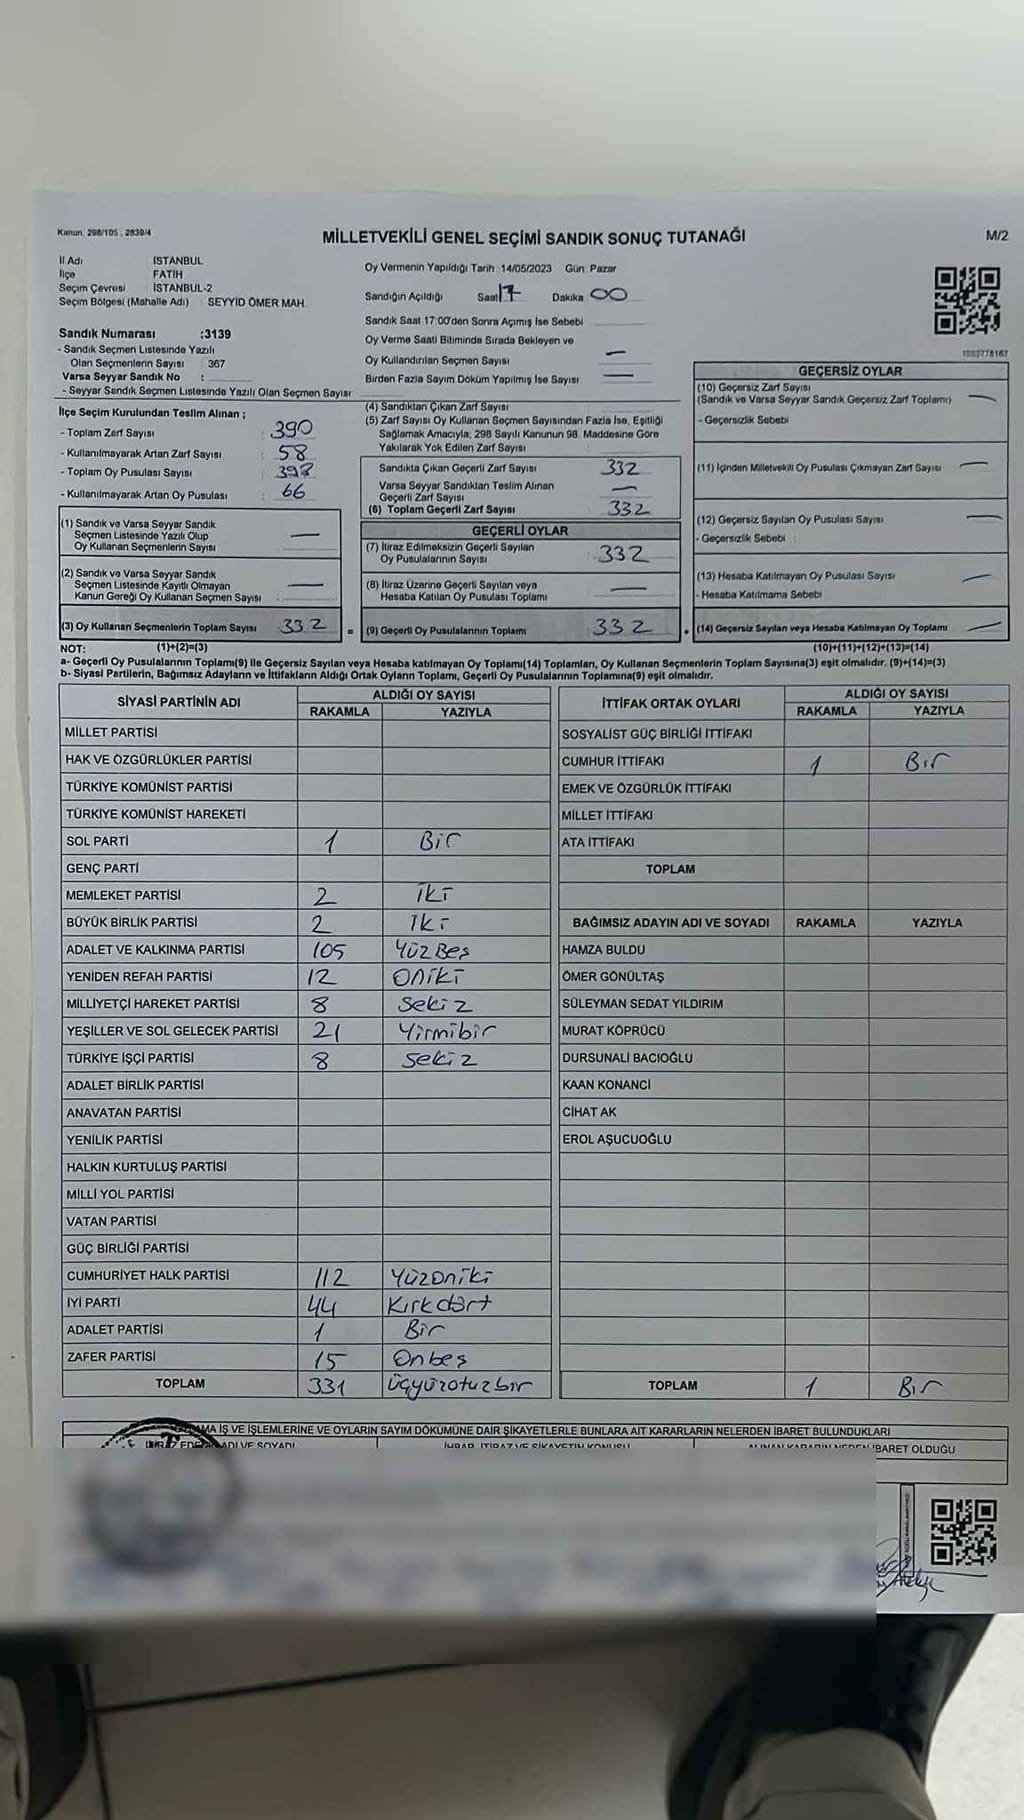 Kanun, 298/105, 2839/4
MİLLETVEKİLİ GENEL SEÇİMİ SANDIK SONUÇ TUTANAĞI
M/2
İl Adı İSTANBUL
İlçe FATİH
Seçim Çevresi İSTANBUL-2
Seçim Bölgesi (Mahalle Adı) SEYYİD ÖMER MAH.
Oy Vermenin Yapıldığı Tarih :14/05/2023 Gün: Pazar
Sandığın Açıldığı Saat 17 Dakika 00
Sandık Saat 17:00'den Sonra Açımış İse Sebebi
Oy Verme Saati Bitiminde Sırada Bekleyen ve
Oy Kullandırılan Seçmen Sayısı —
Birden Fazla Sayım Döküm Yapılmış İse Sayısı —
Sandık Numarası :3139
- Sandık Seçmen Listesinde Yazılı
Olan Seçmenlerin Sayısı : 367
Varsa Seyyar Sandık No :
- Seyyar Sandık Seçmen Listesinde Yazılı Olan Seçmen Sayısı
İlçe Seçim Kurulundan Teslim Alınan ;
- Toplam Zarf Sayısı : 390
- Kullanılmayarak Artan Zarf Sayısı : 58
- Toplam Oy Pusulası Sayısı :
- Kullanılmayarak Artan Oy Pusulası : 66
(1) Sandık ve Varsa Seyyar Sandık
Seçmen Listesinde Yazılı Olup
Oy Kullanan Seçmenlerin Sayısı —
(2) Sandık ve Varsa Seyyar Sandık
Seçmen Listesinde Kayıtlı Olmayan
Kanun Gereği Oy Kullanan Seçmen Sayısı —
(3) Oy Kullanan Seçmenlerin Toplam Sayısı 332
(4) Sandıktan Çıkan Zarf Sayısı
(5) Zarf Sayısı Oy Kullanan Seçmen Sayısından Fazla İse, Eşitliği
Sağlamak Amacıyla; 298 Sayılı Kanunun 98. Maddesine Göre
Yakılarak Yok Edilen Zarf Sayısı
Sandıkta Çıkan Geçerli Zarf Sayısı 332
Varsa Seyyar Sandıktan Teslim Alınan
Geçerli Zarf Sayısı —
(6) Toplam Geçerli Zarf Sayısı 332
GEÇERLİ OYLAR
(7) İtiraz Edilmeksizin Geçerli Sayılan
Oy Pusulalarının Sayısı 332
(8) İtiraz Üzerine Geçerli Sayılan veya
Hesaba Katılan Oy Pusulası Toplamı —
= (9) Geçerli Oy Pusulalarının Toplamı 332
GEÇERSİZ OYLAR
(10) Geçersiz Zarf Sayısı
(Sandık ve Varsa Seyyar Sandık Geçersiz Zarf Toplamı) —
- Geçersizlik Sebebi
(11) İçinden Milletvekili Oy Pusulası Çıkmayan Zarf Sayısı —
(12) Geçersiz Sayılan Oy Pusulası Sayısı —
- Geçersizlik Sebebi :
(13) Hesaba Katılmayan Oy Pusulası Sayısı —
- Hesaba Katılmama Sebebi
+ (14) Geçersiz Sayılan veya Hesaba Katılmayan Oy Toplamı —
NOT: (1)+(2)=(3) (10)+(11)+(12)+(13)=(14)
a- Geçerli Oy Pusulalarının Toplamı(9) ile Geçersiz Sayılan veya Hesaba katılmayan Oy Toplamı(14) Toplamları, Oy Kullanan Seçmenlerin Toplam Sayısına(3) eşit olmalıdır. (9)+(14)=(3)
b- Siyasi Partilerin, Bağımsız Adayların ve İttifakların Aldığı Ortak Oyların Toplamı, Geçerli Oy Pusulalarının Toplamına(9) eşit olmalıdır.
SİYASİ PARTİNİN ADI ALDIĞI OY SAYISI
RAKAMLA YAZIYLA
MİLLET PARTİSİ
HAK VE ÖZGÜRLÜKLER PARTİSİ
TÜRKİYE KOMÜNİST PARTİSİ
TÜRKİYE KOMÜNİST HAREKETİ
SOL PARTİ 1 Bir
GENÇ PARTİ
MEMLEKET PARTİSİ 2 İki
BÜYÜK BİRLİK PARTİSİ 2 İki
ADALET VE KALKINMA PARTİSİ 105 Yüz Beş
YENİDEN REFAH PARTİSİ 12 Oniki
MİLLİYETÇİ HAREKET PARTİSİ 8 Sekiz
YEŞİLLER VE SOL GELECEK PARTİSİ 21 Yirmibir
TÜRKİYE İŞÇİ PARTİSİ 8 Sekiz
ADALET BİRLİK PARTİSİ
ANAVATAN PARTİSİ
YENİLİK PARTİSİ
HALKIN KURTULUŞ PARTİSİ
MİLLİ YOL PARTİSİ
VATAN PARTİSİ
GÜÇ BİRLİĞİ PARTİSİ
CUMHURİYET HALK PARTİSİ 112 Yüzoniki
İYİ PARTİ 44 Kırkdört
ADALET PARTİSİ 1 Bir
ZAFER PARTİSİ 15 Onbeş
TOPLAM 331 Üçyüzotuzbir
İTTİFAK ORTAK OYLARI ALDIĞI OY SAYISI
RAKAMLA YAZIYLA
SOSYALİST GÜÇ BİRLİĞİ İTTİFAKI
CUMHUR İTTİFAKI 1 Bir
EMEK VE ÖZGÜRLÜK İTTİFAKI
MİLLET İTTİFAKI
ATA İTTİFAKI
TOPLAM
BAĞIMSIZ ADAYIN ADI VE SOYADI RAKAMLA YAZIYLA
HAMZA BULDU
ÖMER GÖNÜLTAŞ
SÜLEYMAN SEDAT YILDIRIM
MURAT KÖPRÜCÜ
DURSUNALİ BACIOĞLU
KAAN KONANCİ
CİHAT AK
EROL AŞUCUOĞLU
TOPLAM 1 Bir
İŞ VE İŞLEMLERİNE VE OYLARIN SAYIM DÖKÜMÜNE DAİR ŞİKAYETLERLE BUNLARA AİT KARARLARIN NELERDEN İBARET BULUNDUKLARI
ADI VE SOYADI İHBAR, İTİRAZ VE ŞİKAYETİN KONUSU ALINAN KARARIN NEDEN İBARET OLDUĞU